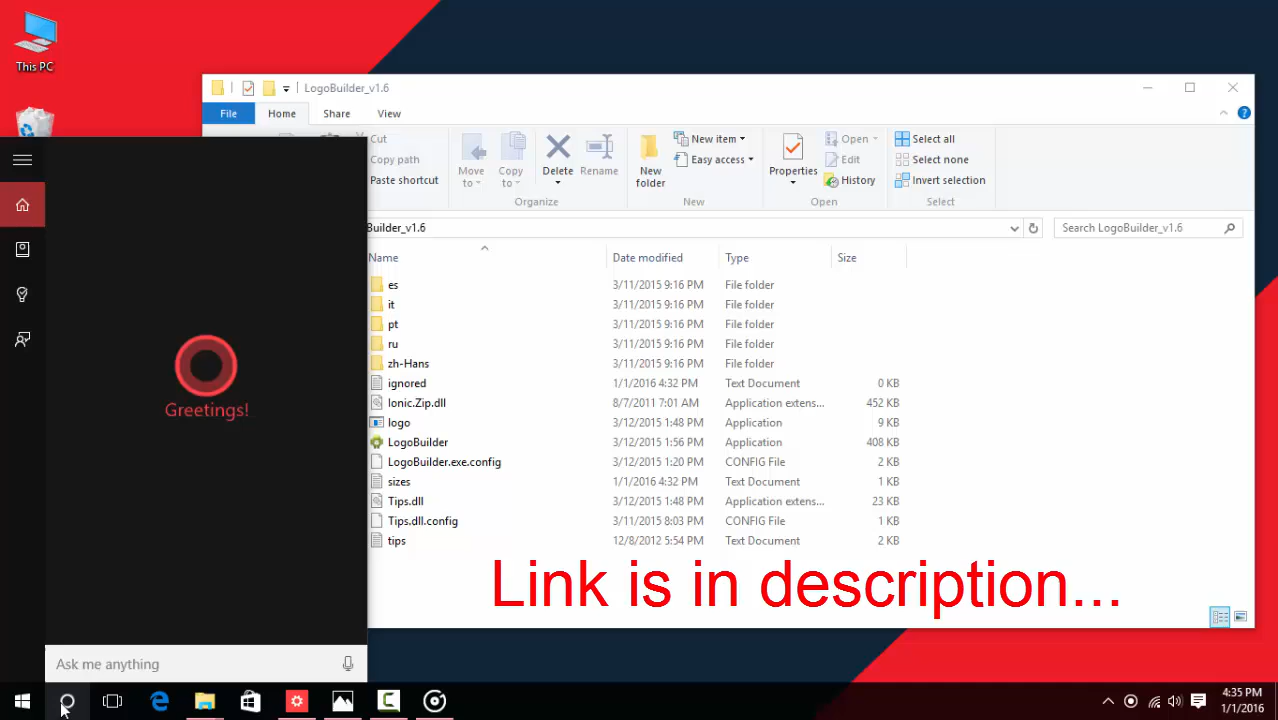 This PC
LogoBuilder_v1.6
File Home Share View
Cut
Copy path
Paste shortcut
Move to
Copy to
Delete
Rename
Organize
New folder
New item
Easy access
New
Properties
Open
Edit
History
Open
Select all
Select none
Invert selection
Select
Builder_v1.6
Search LogoBuilder_v1.6
Name Date modified Type Size
es 3/11/2015 9:16 PM File folder
it 3/11/2015 9:16 PM File folder
pt 3/11/2015 9:16 PM File folder
ru 3/11/2015 9:16 PM File folder
zh-Hans 3/11/2015 9:16 PM File folder
ignored 1/1/2016 4:32 PM Text Document 0 KB
Ionic.Zip.dll 8/7/2011 7:01 AM Application extens... 452 KB
logo 3/12/2015 1:48 PM Application 9 KB
LogoBuilder 3/12/2015 1:56 PM Application 408 KB
LogoBuilder.exe.config 3/12/2015 1:20 PM CONFIG File 2 KB
sizes 1/1/2016 4:32 PM Text Document 1 KB
Tips.dll 3/12/2015 1:48 PM Application extens... 23 KB
Tips.dll.config 3/11/2015 8:03 PM CONFIG File 1 KB
tips 12/8/2012 5:54 PM Text Document 2 KB
Greetings!
Link is in description...
Ask me anything
4:35 PM
1/1/2016